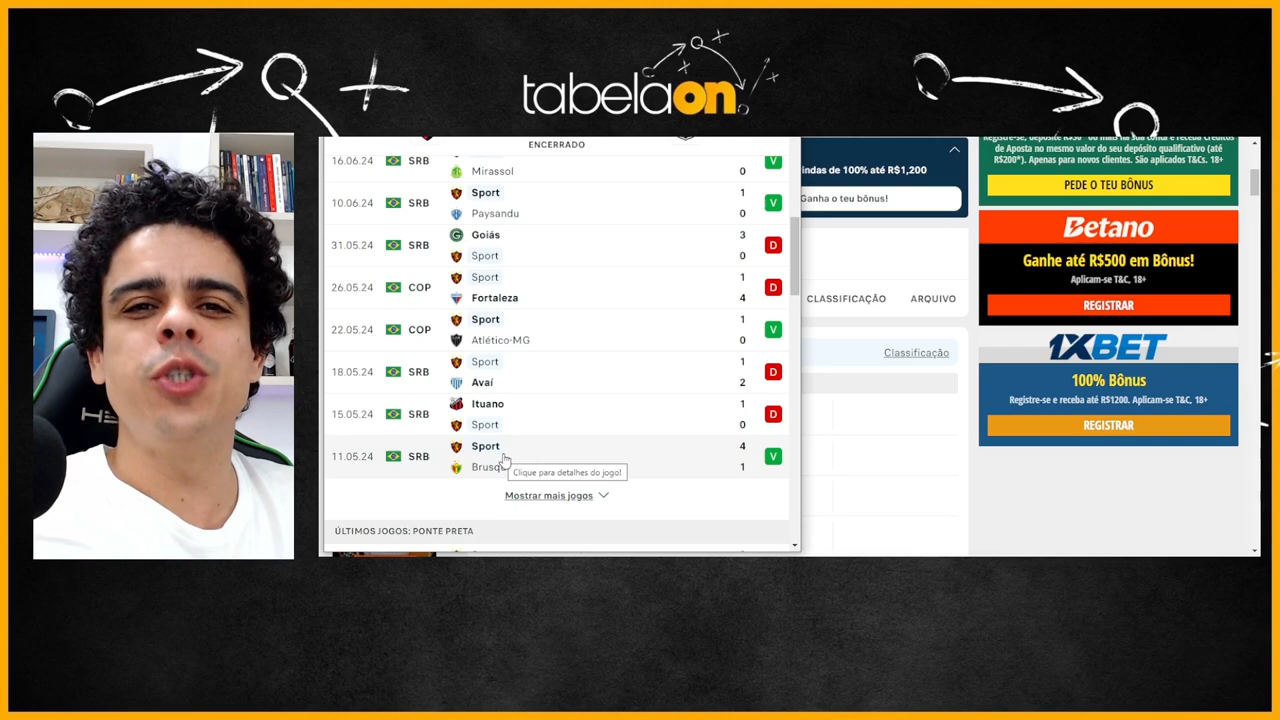 tabelaon
ENCERRADO
16.06.24 SRB V
Mirassol 0
Sport 1
10.06.24 SRB V
Paysandu 0
Goiás 3
31.05.24 SRB D
Sport 0
Sport 1
26.05.24 COP D
Fortaleza 4
Sport 1
22.05.24 COP V
Atlético-MG 0
Sport 1
18.05.24 SRB D
Avaí 2
Ituano 1
15.05.24 SRB D
Sport 0
Sport 4
11.05.24 SRB V
Brusq 1
Clique para detalhes do jogo!
Mostrar mais jogos
ÚLTIMOS JOGOS: PONTE PRETA
indas de 100% até R$1,200
Ganha o teu bônus!
CLASSIFICAÇÃO ARQUIVO
Classificação
de Aposta no mesmo valor do seu depósito qualificativo (até
R$200*). Apenas para novos clientes. São aplicados T&Cs. 18+
PEDE O TEU BÔNUS
Betano
Ganhe até R$500 em Bônus!
Aplicam-se T&C, 18+
REGISTRAR
1XBET
100% Bônus
Registre-se e receba até R$1200. Aplicam-se T&C, 18+
REGISTRAR